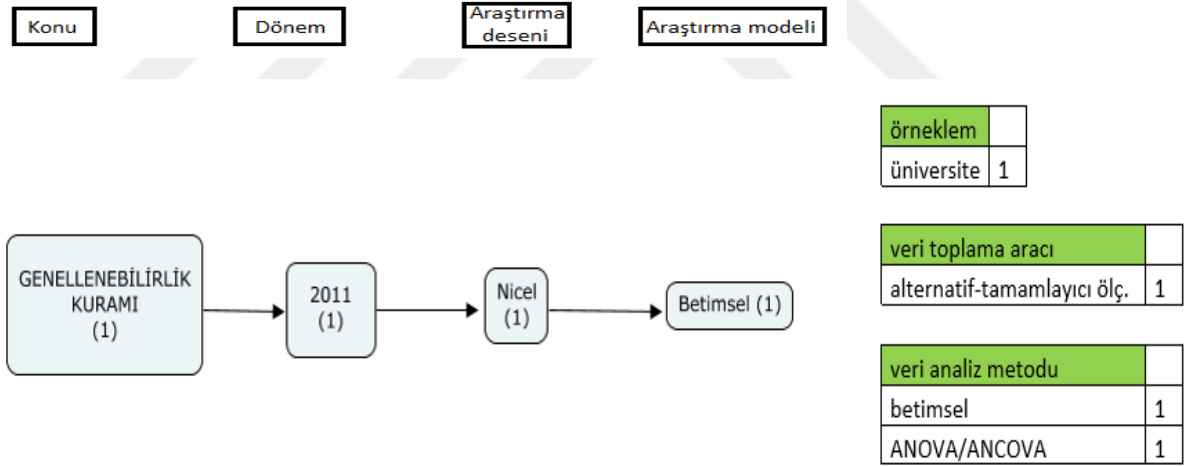 Konu
Dönem
Araştırma
deseni
Araştırma modeli
GENELLENEBİLİRLİK
KURAMI
(1)
2011
(1)
Nicel
(1)
Betimsel (1)
örneklem
üniversite 1
veri toplama aracı
alternatif-tamamlayıcı ölç. 1
veri analiz metodu
betimsel 1
ANOVA/ANCOVA 1